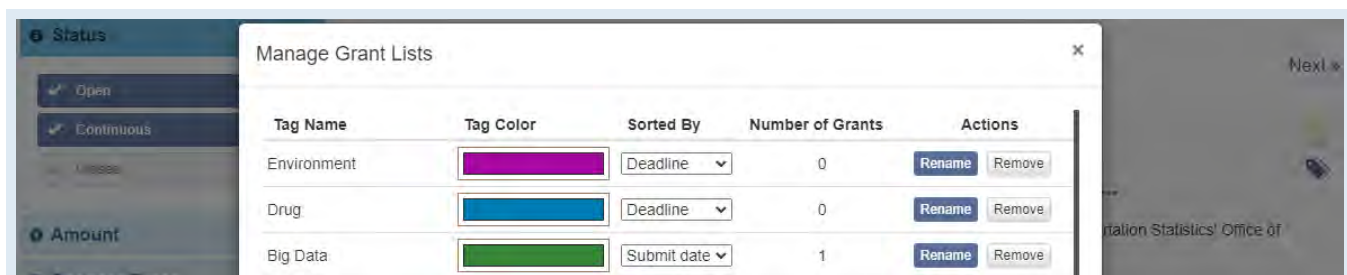 Status
Manage Grant Lists ×
Next »
Open
Continuous
Tag Name Tag Color Sorted By Number of Grants Actions
Environment Deadline 0 Rename Remove
Drug Deadline 0 Rename Remove
Amount
rtation Statistics' Office of
Big Data Submit date 1 Rename Remove